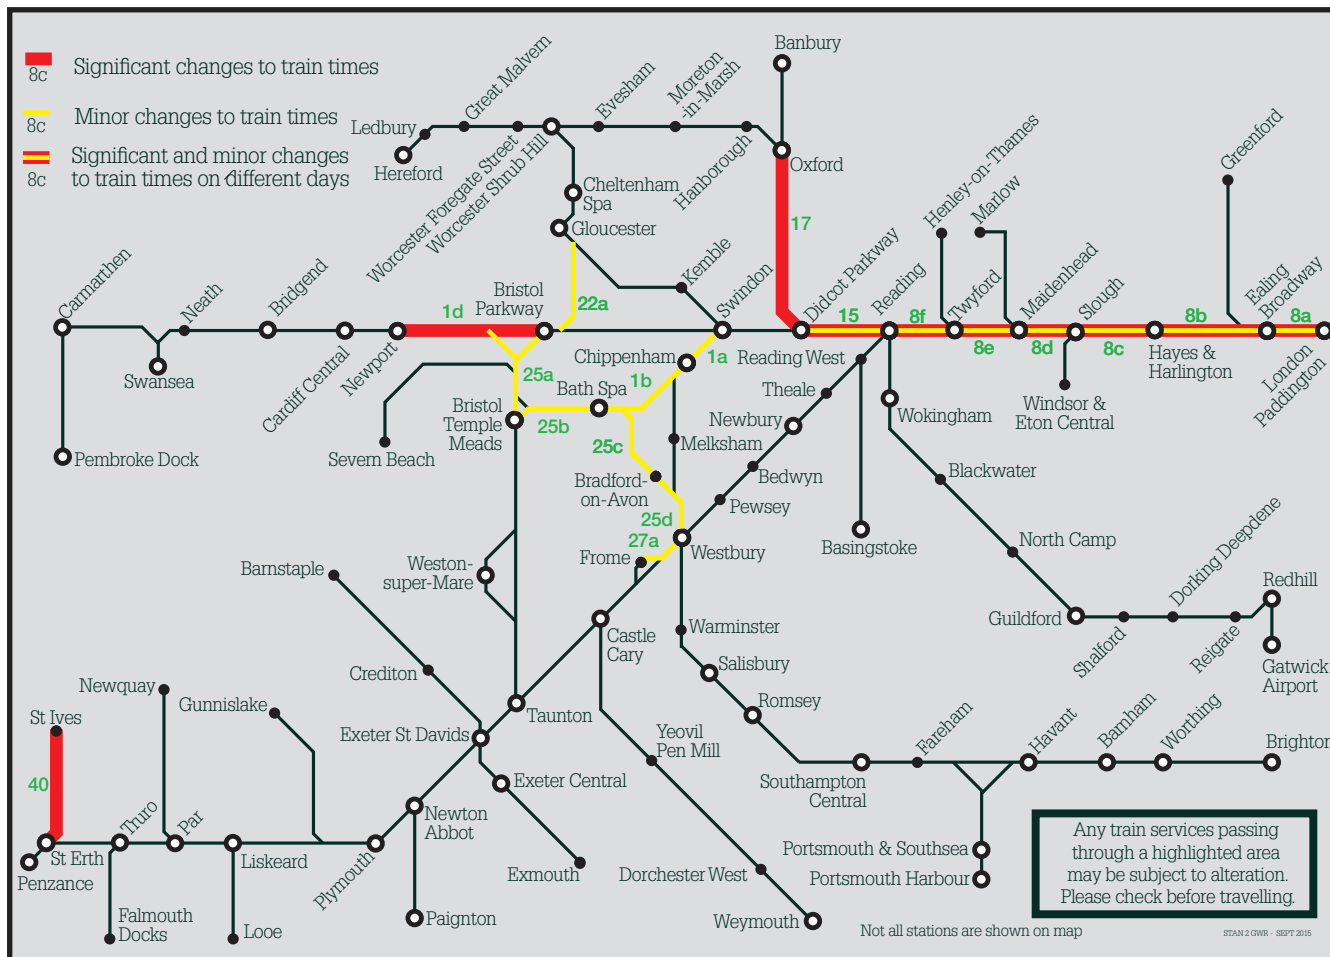 8c
Significant changes to train times
8c
Minor changes to train times
8c
Significant and minor changes
to train times on different days
Banbury
Great Malvern
Evesham
Moreton
-in-Marsh
Ledbury
Hereford
Worcester Foregate Street
Worcester Shrub Hill
Hanborough
Oxford
Cheltenham
Spa
Gloucester
17
Henley-on-Thames
Marlow
Greenford
Carmarthen
Neath
Bridgend
Bristol
Parkway
1d
22a
Kemble
Swindon
Didcot Parkway
Reading
Twyford
Maidenhead
Slough
Ealing
Broadway
15
8f
8e
8d
8c
8b
8a
Swansea
Cardiff Central
Newport
Chippenham
1a
Reading West
Hayes &
Harlington
London
Paddington
25a
Bath Spa
1b
Theale
Windsor &
Eton Central
Wokingham
Bristol
Temple
Meads
25b
Newbury
25c
Melksham
Pembroke Dock
Severn Beach
Bradford-
on-Avon
Bedwyn
Blackwater
Pewsey
25d
27a
Westbury
Basingstoke
North Camp
Frome
Barnstaple
Weston-
super-Mare
Dorking Deepdene
Redhill
Guildford
Shalford
Reigate
Gatwick
Airport
Castle
Cary
Warminster
Crediton
Salisbury
Newquay
Gunnislake
St Ives
Romsey
Taunton
Exeter St Davids
Yeovil
Pen Mill
Fareham
Havant
Barnham
Worthing
Brighton
40
Exeter Central
Southampton
Central
Newton
Abbot
Truro
Par
St Erth
Penzance
Liskeard
Plymouth
Exmouth
Dorchester West
Portsmouth & Southsea
Portsmouth Harbour
Falmouth
Docks
Looe
Paignton
Weymouth
Any train services passing
through a highlighted area
may be subject to alteration.
Please check before travelling.
Not all stations are shown on map
STAN 2 GWR - SEPT 2015